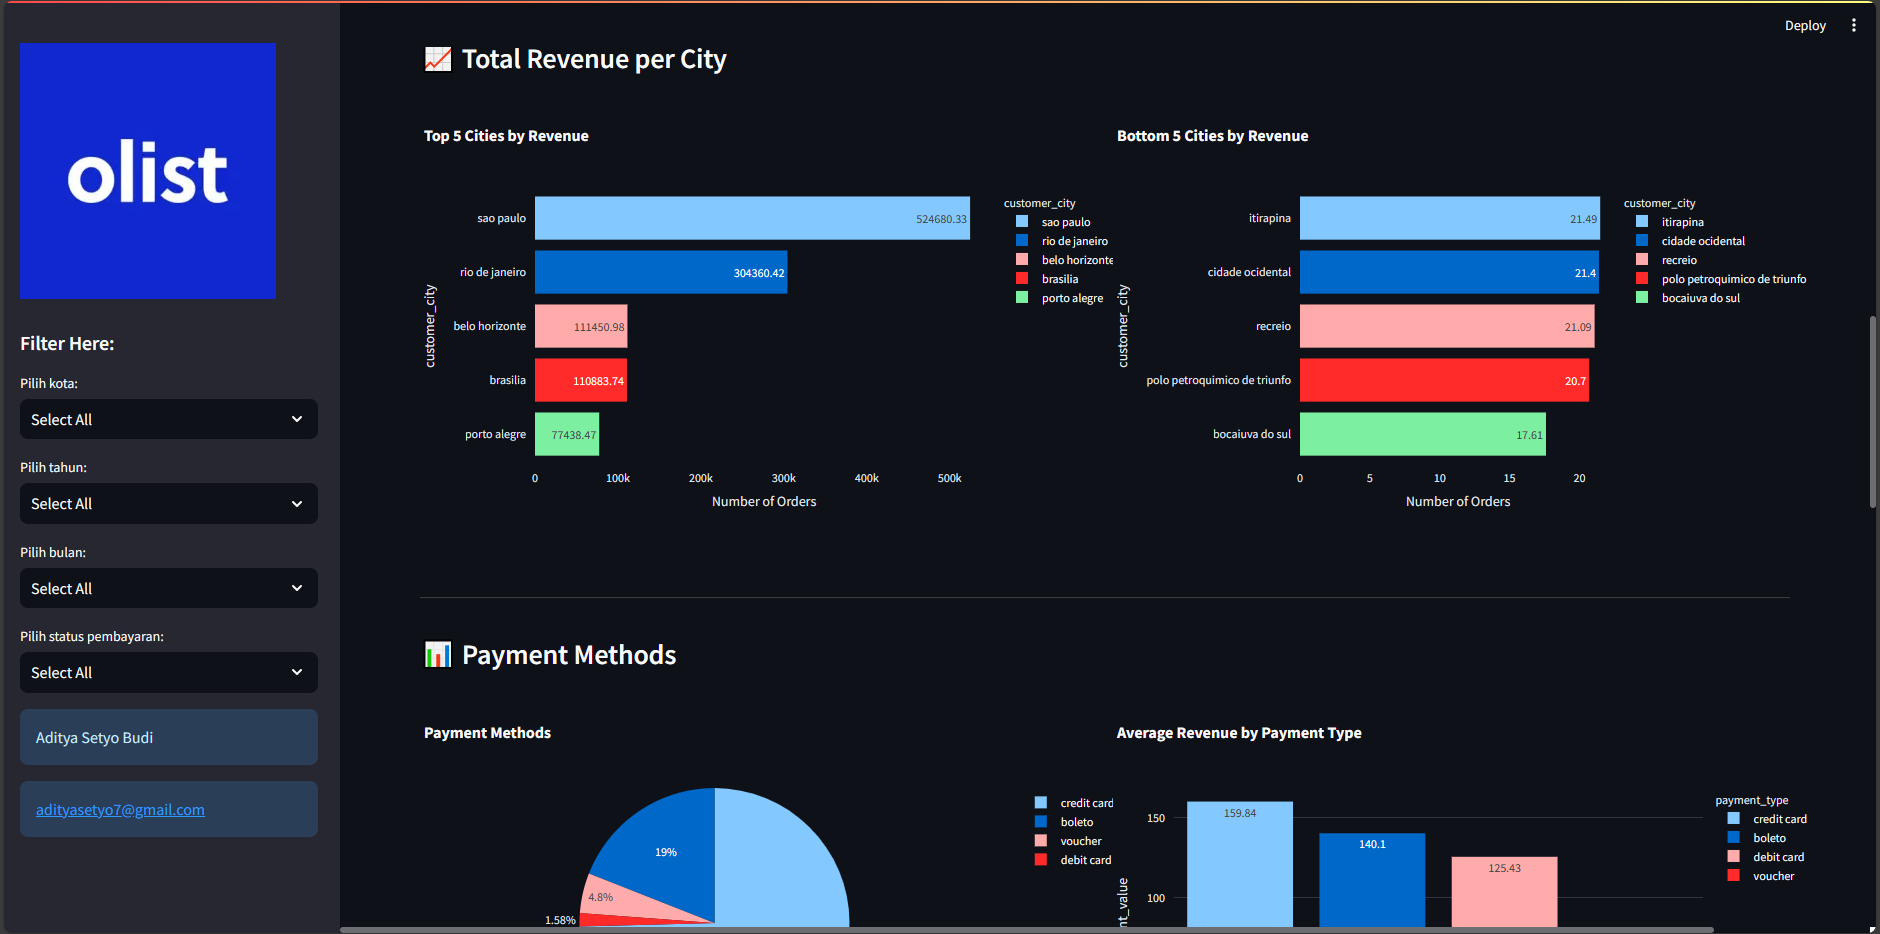 Deploy
olist
Filter Here:
Pilih kota:
Select All
Pilih tahun:
Select All
Pilih bulan:
Select All
Pilih status pembayaran:
Select All
Aditya Setyo Budi
adityasetyo7@gmail.com
Total Revenue per City
Top 5 Cities by Revenue
customer_city
sao paulo
rio de janeiro
belo horizonte
brasilia
porto alegre
524680.33
304360.42
111450.98
110883.74
77438.47
0 100k 200k 300k 400k 500k
Number of Orders
customer_city
sao paulo
rio de janeiro
belo horizonte
brasilia
porto alegre
Bottom 5 Cities by Revenue
customer_city
itirapina
cidade ocidental
recreio
polo petroquimico de triunfo
bocaiuva do sul
21.49
21.4
21.09
20.7
17.61
0 5 10 15 20
Number of Orders
customer_city
itirapina
cidade ocidental
recreio
polo petroquimico de triunfo
bocaiuva do sul
Payment Methods
Payment Methods
19%
4.8%
1.58%
credit card
boleto
voucher
debit card
Average Revenue by Payment Type
150
100
nt_value
159.84
140.1
125.43
payment_type
credit card
boleto
debit card
voucher